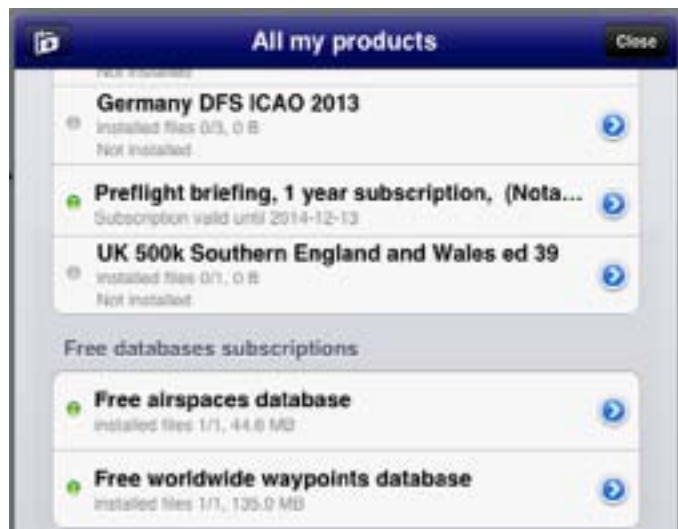 All my products
Close
Not installed
Germany DFS ICAO 2013
installed files 0/3, 0 B
Not installed
Preflight briefing, 1 year subscription, (Nota...
Subscription valid until 2014-12-13
UK 500k Southern England and Wales ed 39
installed files 0/1, 0 B
Not installed
Free databases subscriptions
Free airspaces database
installed files 1/1, 44.6 MB
Free worldwide waypoints database
installed files 1/1, 135.0 MB